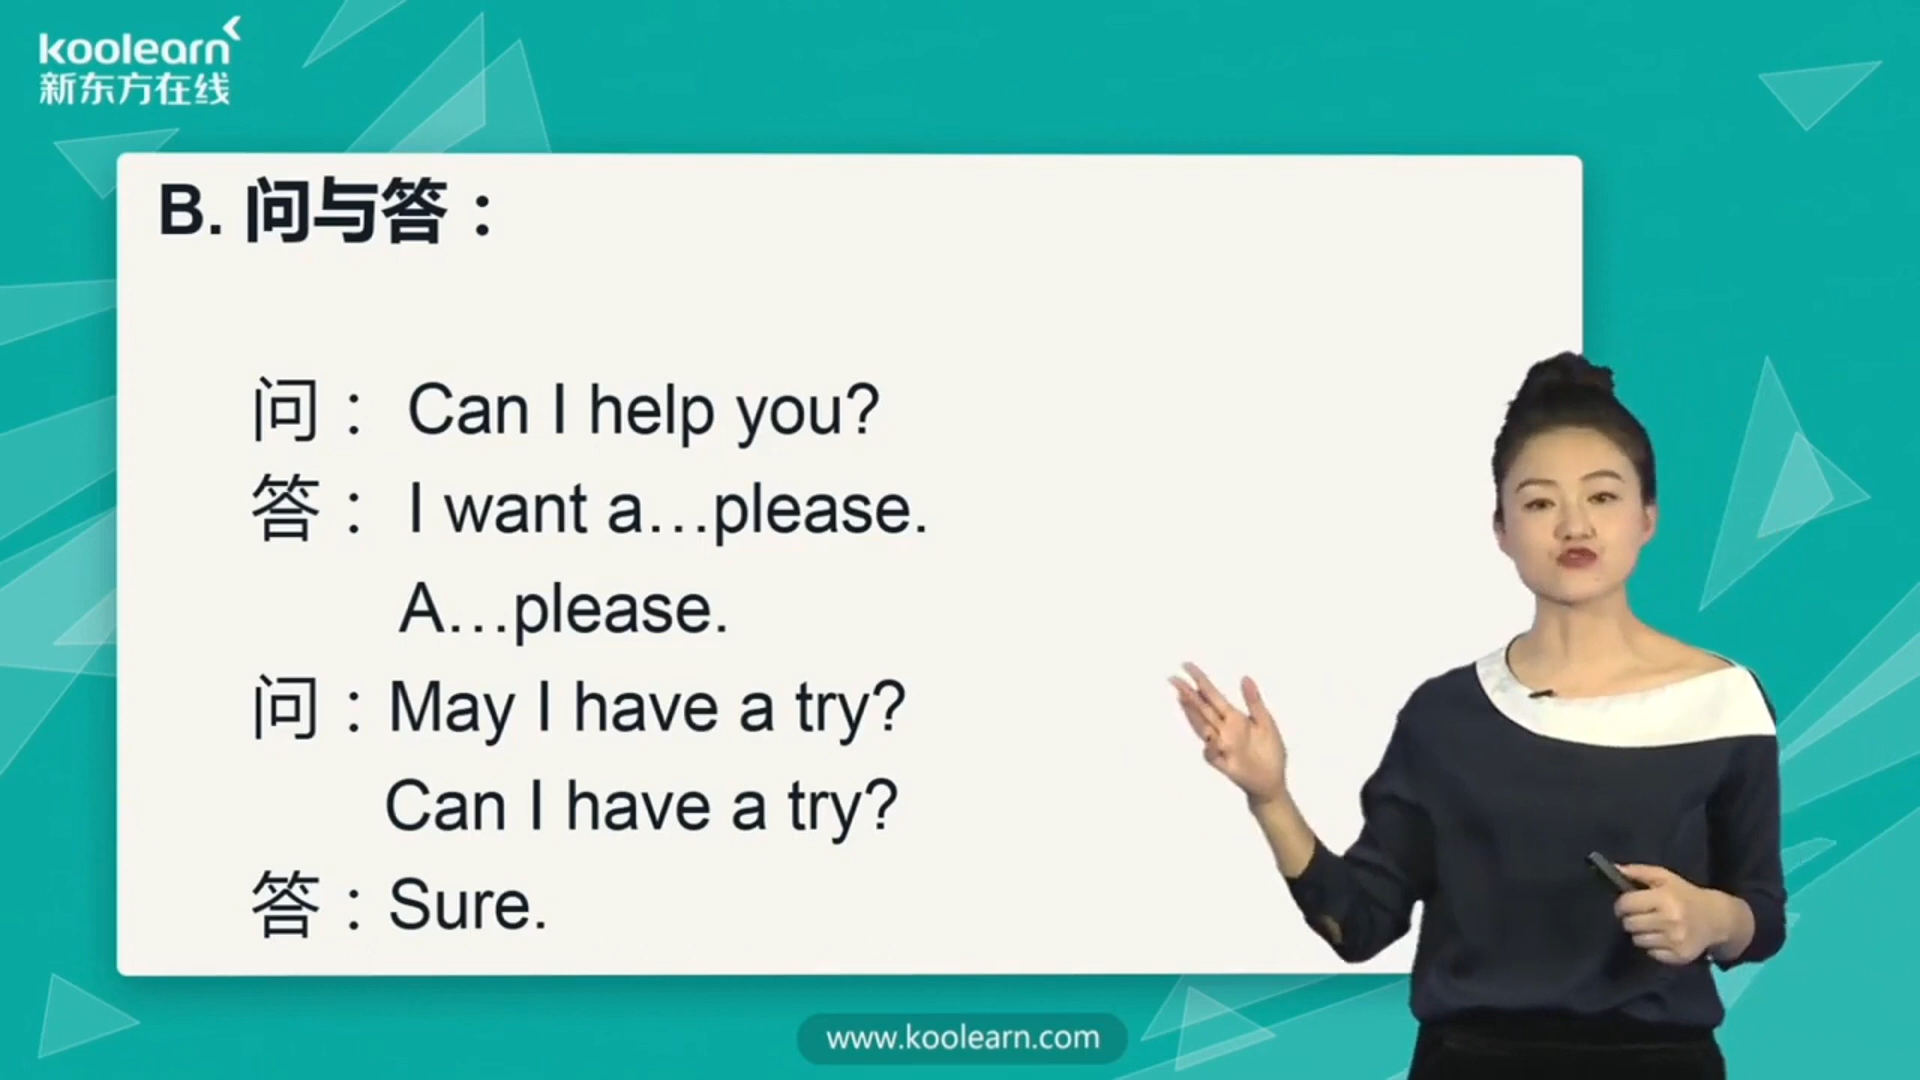 koolearn
新东方在线
B. 问与答：
问： Can I help you?
答： I want a…please.
A…please.
问：May I have a try?
Can I have a try?
答：Sure.
www.koolearn.com